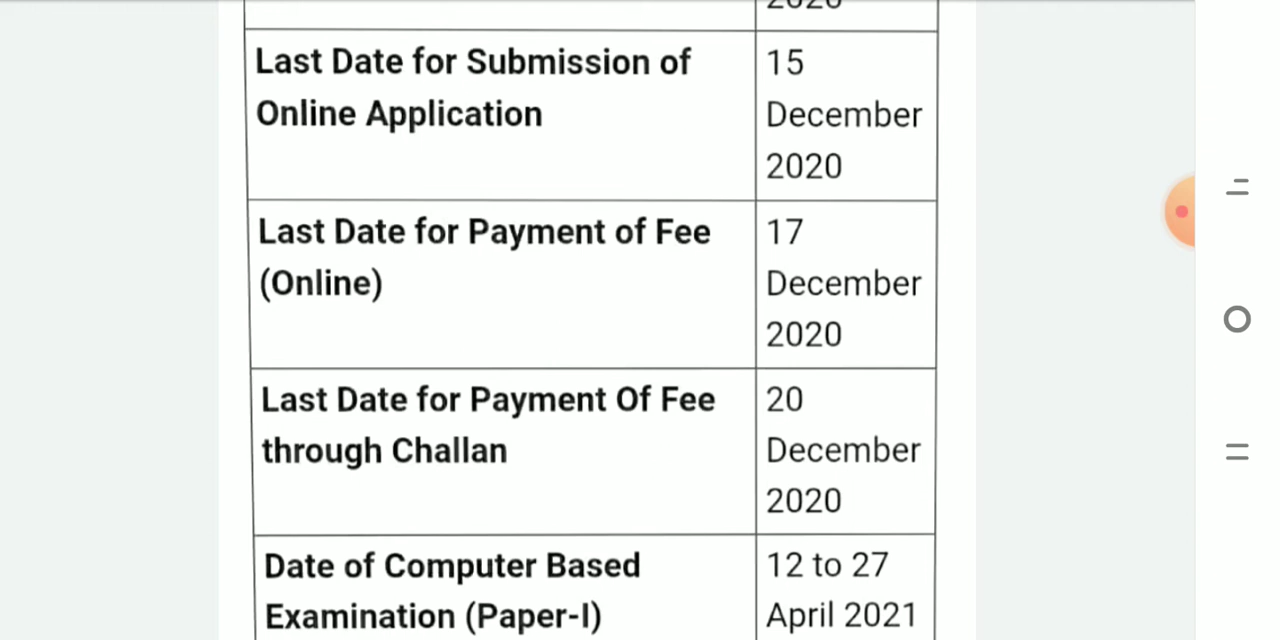 2020
Last Date for Submission of
Online Application
15
December
2020
Last Date for Payment of Fee
(Online)
17
December
2020
Last Date for Payment Of Fee
through Challan
20
December
2020
Date of Computer Based
Examination (Paper-I)
12 to 27
April 2021